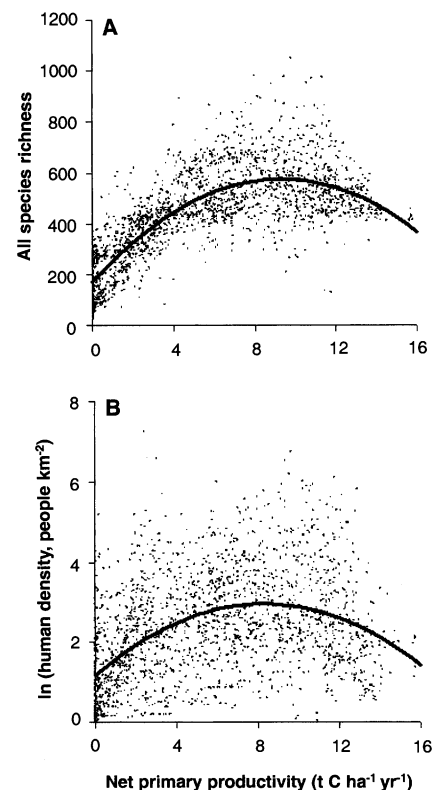 A
1200
1000
800
600
400
200
0
All species richness
0 4 8 12 16
B
8
6
4
2
0
ln (human density, people km-2)
0 4 8 12 16
Net primary productivity (t C ha-1 yr-1)